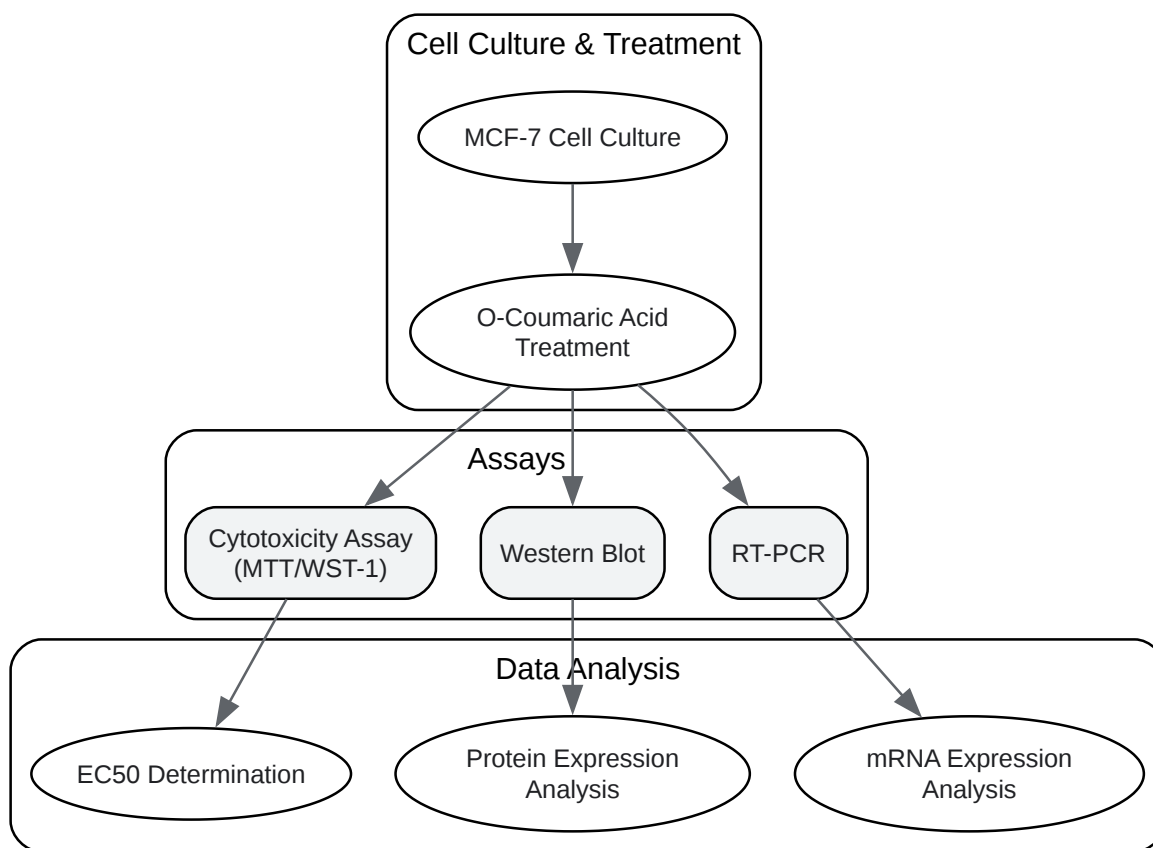 Cell Culture & Treatment
MCF-7 Cell Culture
O-Coumaric Acid
Treatment
Assays
Cytotoxicity Assay
(MTT/WST-1)
Western Blot
RT-PCR
Data Analysis
EC50 Determination
Protein Expression
Analysis
mRNA Expression
Analysis